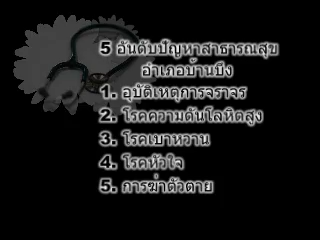 5 อันดับปัญหาสาธารณสุข
อำเภอบ้านบึง
1. อุบัติเหตุการจราจร
2. โรคความดันโลหิตสูง
3. โรคเบาหวาน
4. โรคหัวใจ
5. การฆ่าตัวตาย